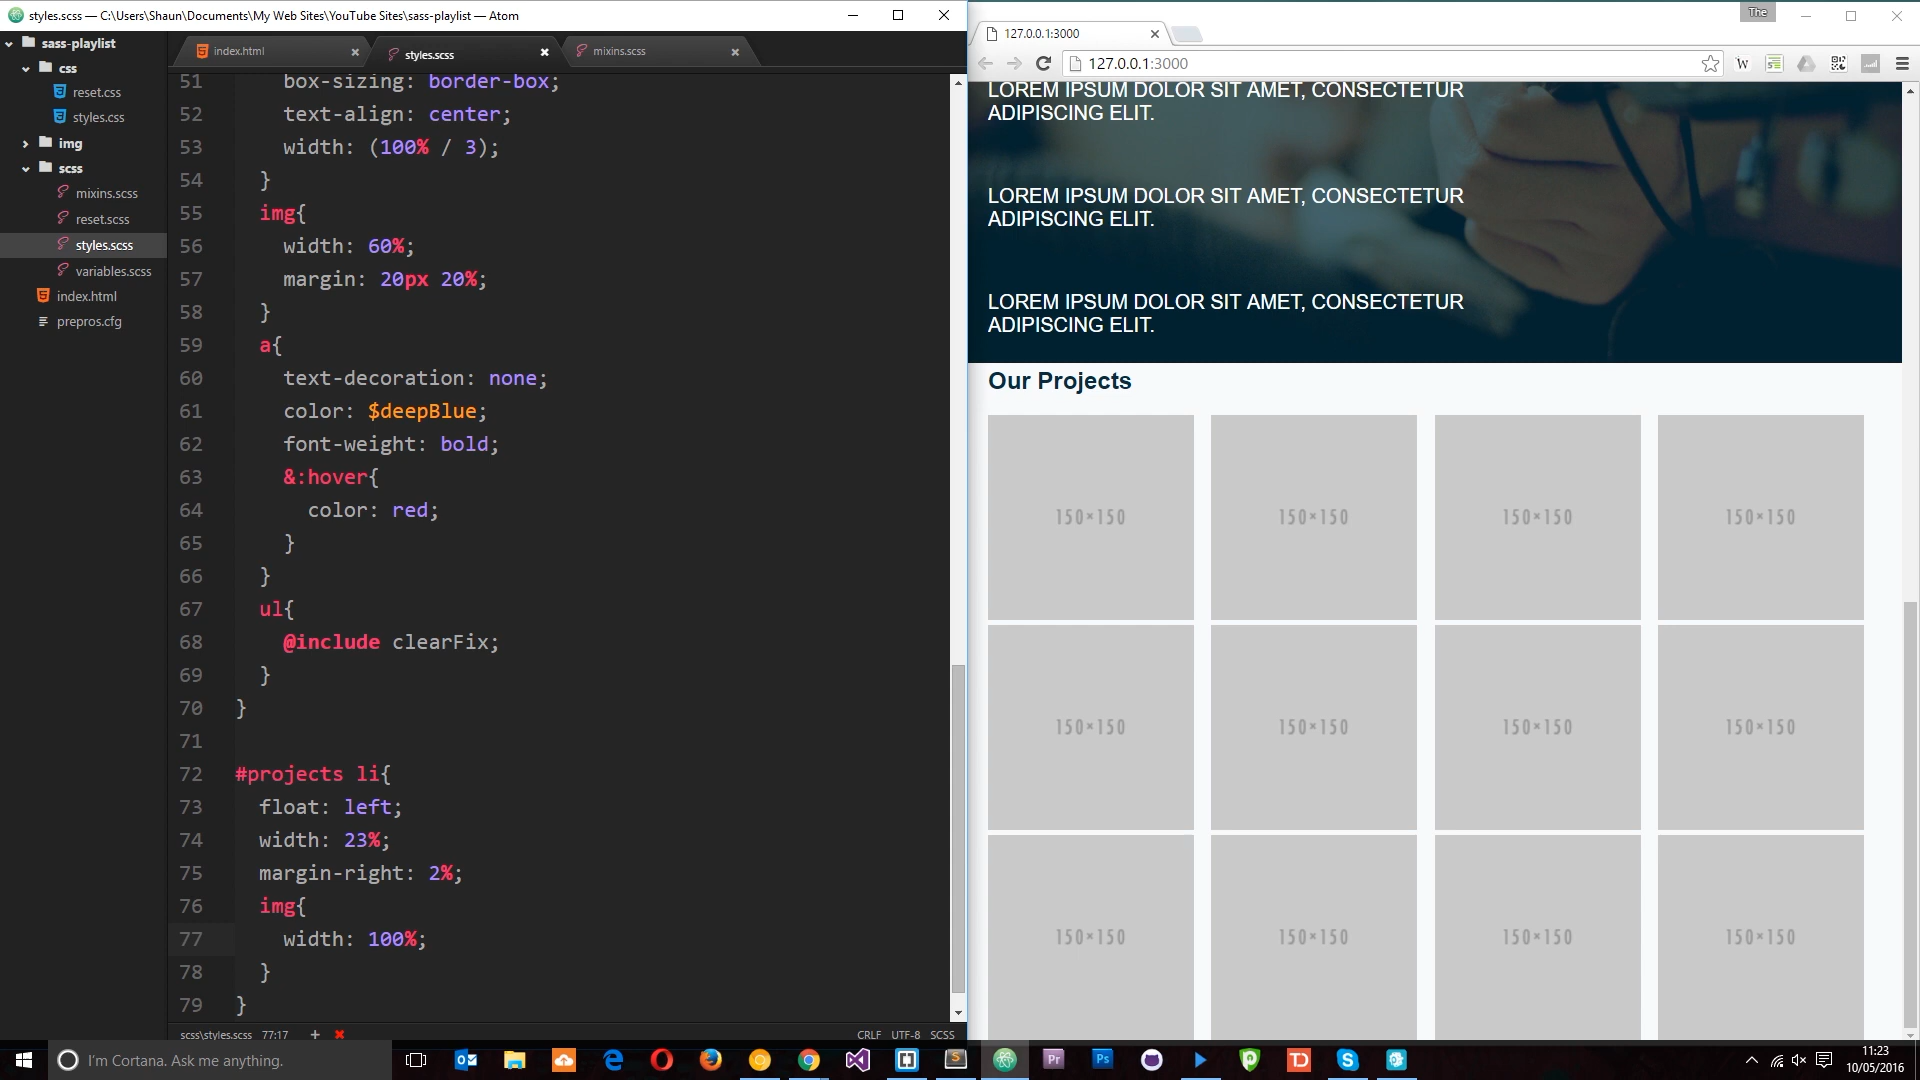 styles.scss — C:\Users\Shaun\Documents\My Web Sites\YouTube Sites\sass-playlist — Atom
sass-playlist
css
reset.css
styles.css
img
scss
mixins.scss
reset.scss
styles.scss
variables.scss
index.html
prepros.cfg
index.html
styles.scss
mixins.scss
51 box-sizing: border-box;
52 text-align: center;
53 width: (100% / 3);
54 }
55 img{
56 width: 60%;
57 margin: 20px 20%;
58 }
59 a{
60 text-decoration: none;
61 color: $deepBlue;
62 font-weight: bold;
63 &:hover{
64 color: red;
65 }
66 }
67 ul{
68 @include clearFix;
69 }
70 }
71
72 #projects li{
73 float: left;
74 width: 23%;
75 margin-right: 2%;
76 img{
77 width: 100%;
78 }
79 }
scss\styles.scss 77:17 +
CRLF UTF-8 SCSS
The
127.0.0.1:3000
127.0.0.1:3000
LOREM IPSUM DOLOR SIT AMET, CONSECTETUR
ADIPISCING ELIT.
LOREM IPSUM DOLOR SIT AMET, CONSECTETUR
ADIPISCING ELIT.
LOREM IPSUM DOLOR SIT AMET, CONSECTETUR
ADIPISCING ELIT.
Our Projects
150×150 150×150 150×150 150×150
150×150 150×150 150×150 150×150
150×150 150×150 150×150 150×150
I'm Cortana. Ask me anything.
11:23
10/05/2016